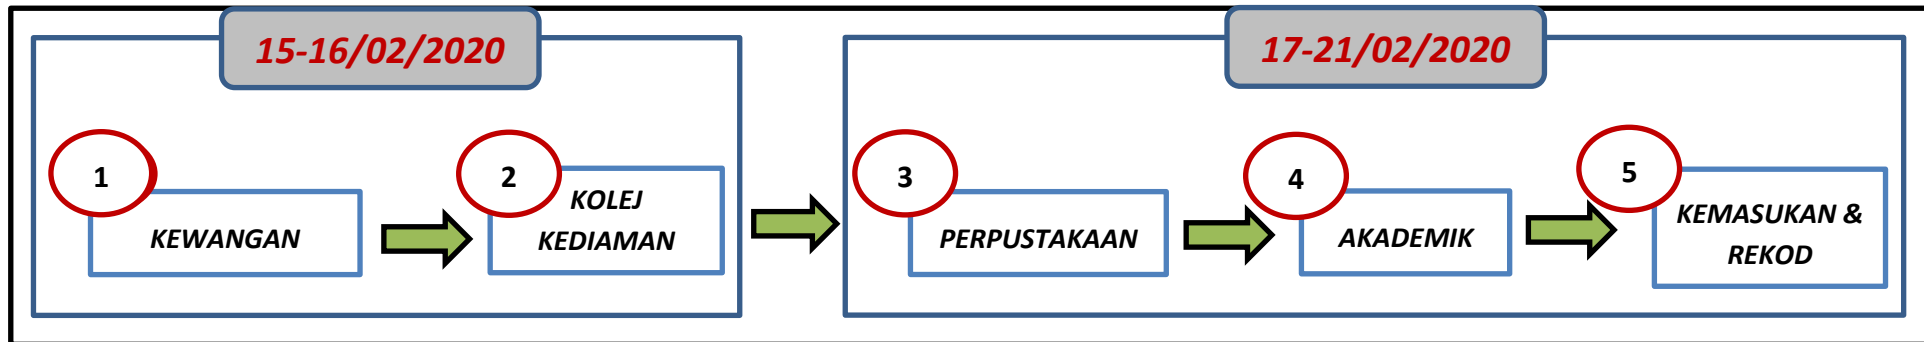 15-16/02/2020
17-21/02/2020
1
KEWANGAN
2
KOLEJ
KEDIAMAN
3
PERPUSTAKAAN
4
AKADEMIK
5
KEMASUKAN &
REKOD